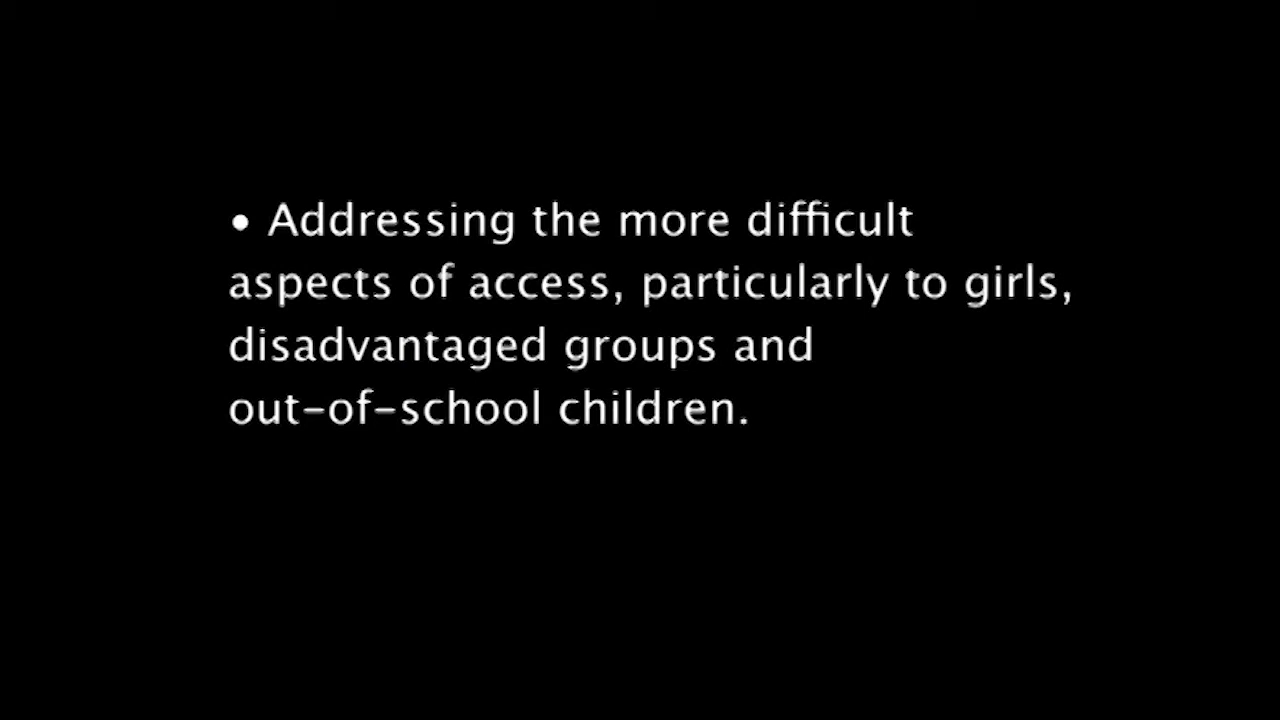 • Addressing the more difficult
aspects of access, particularly to girls,
disadvantaged groups and
out-of-school children.